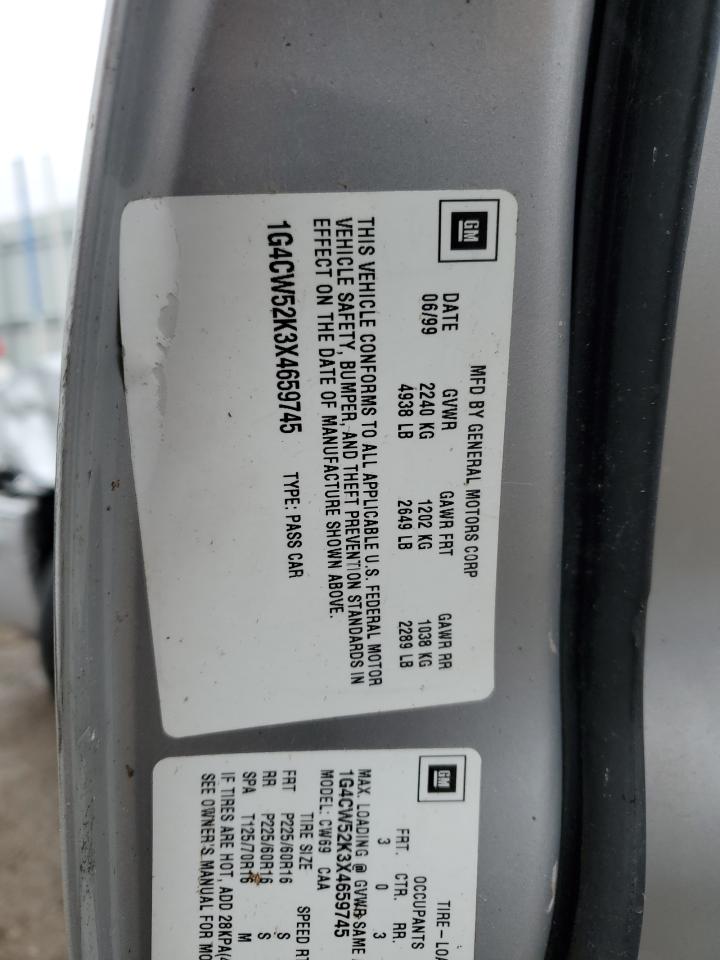 GM
MFD BY GENERAL MOTORS CORP
DATE GVWR GAWR FRT GAWR RR
06/99 2240 KG 1202 KG 1038 KG
4938 LB 2649 LB 2289 LB
THIS VEHICLE CONFORMS TO ALL APPLICABLE U.S. FEDERAL MOTOR
VEHICLE SAFETY, BUMPER, AND THEFT PREVENTION STANDARDS IN
EFFECT ON THE DATE OF MANUFACTURE SHOWN ABOVE.
1G4CW52K3X4659745 TYPE: PASS CAR
GM
TIRE-LOA
OCCUPANTS
FRT. CTR. RR.
3 0 3
MAX. LOADING @ GVWR SAME
1G4CW52K3X4659745
MODEL: CW69 CAA
TIRE SIZE SPEED RT
FRT P225/60R16 S
RR P225/60R16 S
SPA T125/70R16 M
IF TIRES ARE HOT, ADD 28KPA(4
SEE OWNER'S MANUAL FOR MO